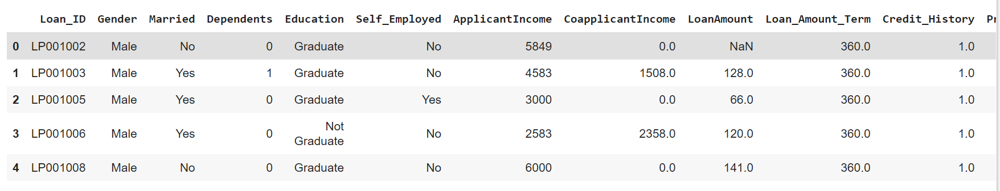 Loan_ID Gender Married Dependents Education Self_Employed ApplicantIncome CoapplicantIncome LoanAmount Loan_Amount_Term Credit_History
0 LP001002 Male No 0 Graduate No 5849 0.0 NaN 360.0 1.0
1 LP001003 Male Yes 1 Graduate No 4583 1508.0 128.0 360.0 1.0
2 LP001005 Male Yes 0 Graduate Yes 3000 0.0 66.0 360.0 1.0
3 LP001006 Male Yes 0 Not Graduate No 2583 2358.0 120.0 360.0 1.0
4 LP001008 Male No 0 Graduate No 6000 0.0 141.0 360.0 1.0